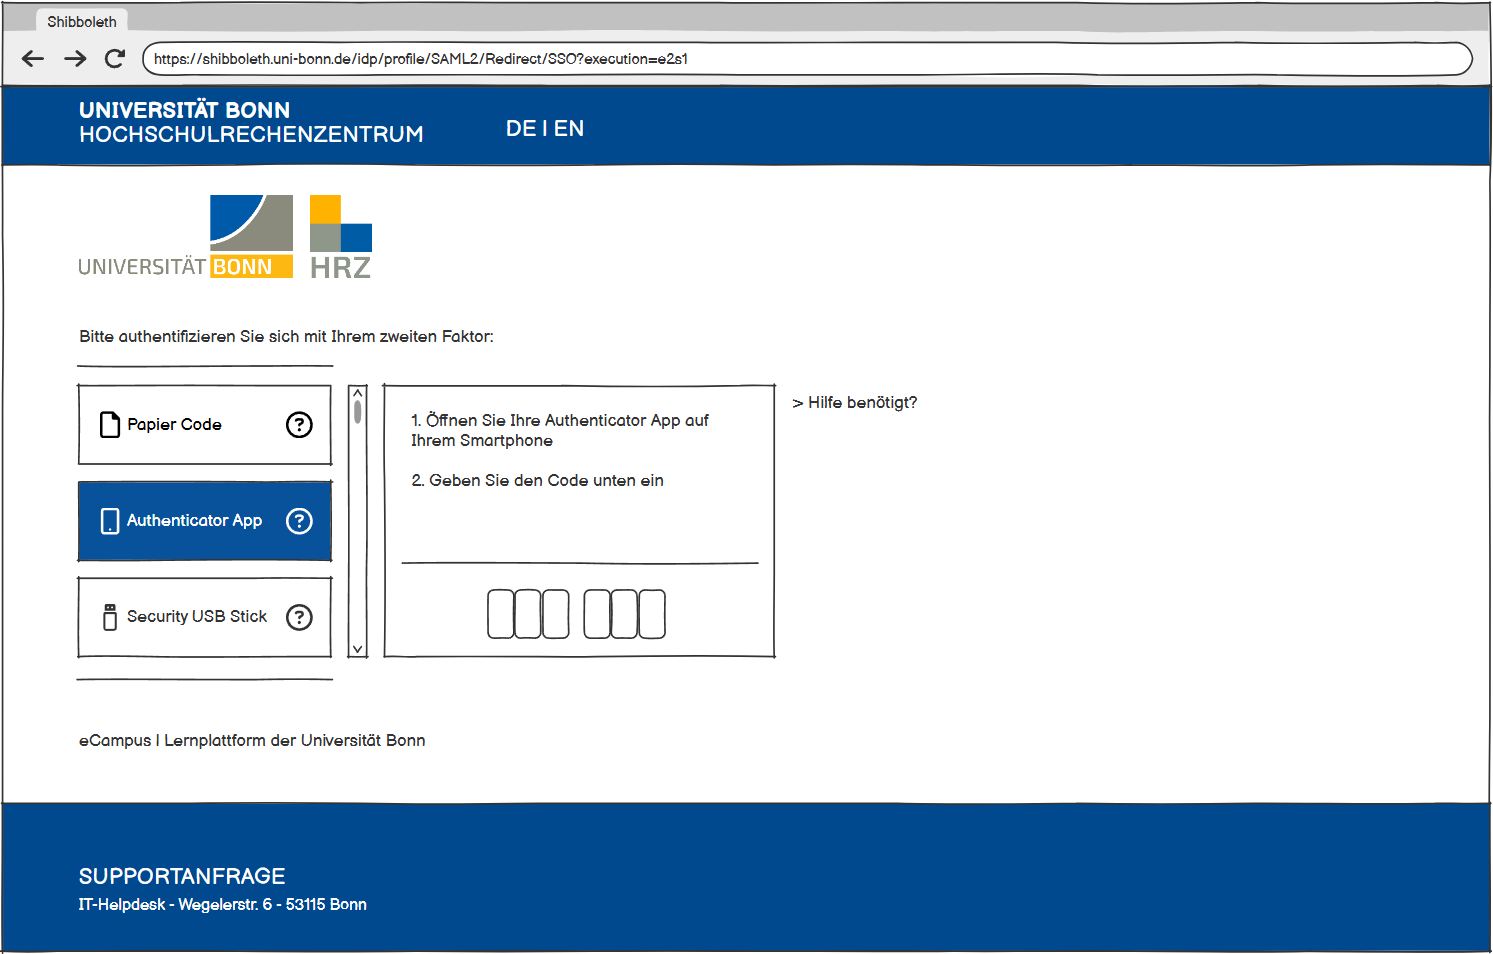 Shibboleth
https://shibboleth.uni-bonn.de/idp/profile/SAML2/Redirect/SSO?execution=e2s1
UNIVERSITÄT BONN
HOCHSCHULRECHENZENTRUM
DE | EN
UNIVERSITÄT BONN
HRZ
Bitte authentifizieren Sie sich mit Ihrem zweiten Faktor:
Papier Code ?
Authenticator App ?
Security USB Stick ?
1. Öffnen Sie Ihre Authenticator App auf
Ihrem Smartphone
2. Geben Sie den Code unten ein
> Hilfe benötigt?
eCampus | Lernplattform der Universität Bonn
SUPPORTANFRAGE
IT-Helpdesk - Wegelerstr. 6 - 53115 Bonn